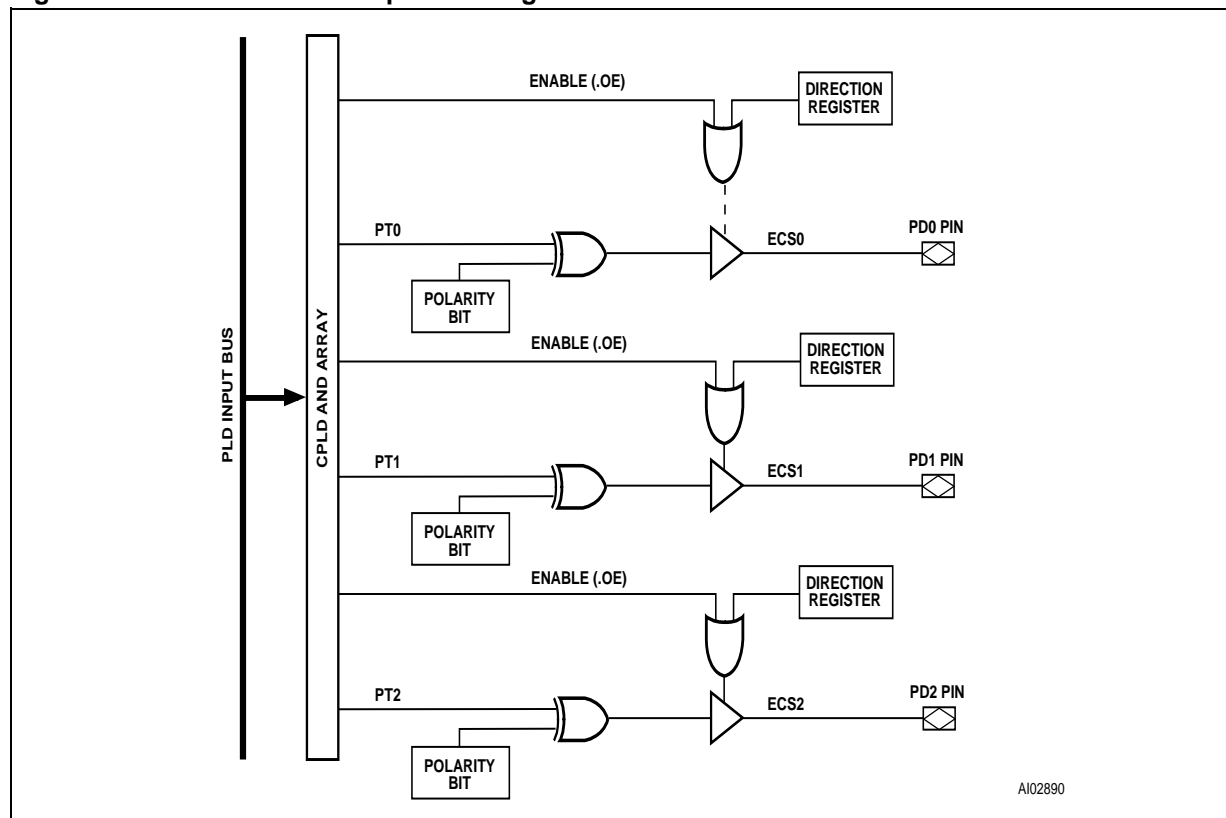 ENABLE (.OE)
DIRECTION
REGISTER
PT0
ECS0
PD0 PIN
POLARITY
BIT
ENABLE (.OE)
DIRECTION
REGISTER
PLD INPUT BUS
CPLD AND ARRAY
PT1
ECS1
PD1 PIN
POLARITY
BIT
ENABLE (.OE)
DIRECTION
REGISTER
PT2
ECS2
PD2 PIN
POLARITY
BIT
AI02890